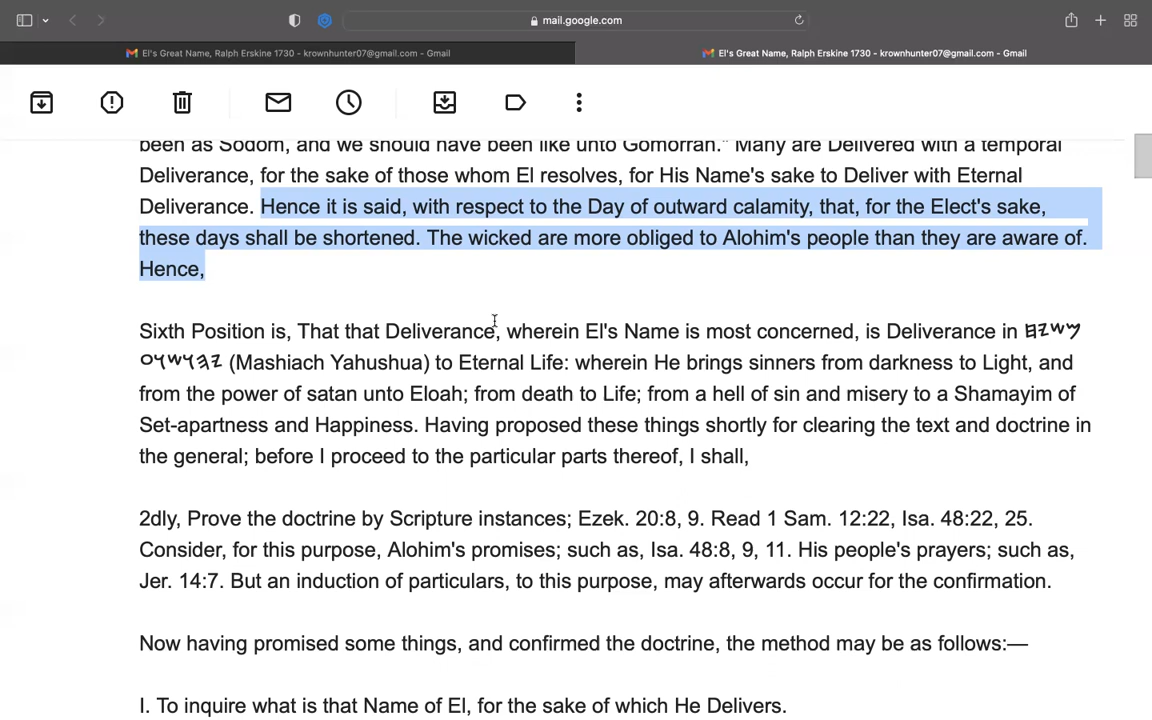 mail.google.com
El's Great Name, Ralph Erskine 1730 - krownhunter07@gmail.com - Gmail
El's Great Name, Ralph Erskine 1730 - krownhunter07@gmail.com - Gmail
been as Sodom, and we should have been like unto Gomorrah." Many are Delivered with a temporal
Deliverance, for the sake of those whom El resolves, for His Name's sake to Deliver with Eternal
Deliverance. Hence it is said, with respect to the Day of outward calamity, that, for the Elect's sake,
these days shall be shortened. The wicked are more obliged to Alohim's people than they are aware of.
Hence,
Sixth Position is, That that Deliverance, wherein El's Name is most concerned, is Deliverance in
(Mashiach Yahushua) to Eternal Life: wherein He brings sinners from darkness to Light, and
from the power of satan unto Eloah; from death to Life; from a hell of sin and misery to a Shamayim of
Set-apartness and Happiness. Having proposed these things shortly for clearing the text and doctrine in
the general; before I proceed to the particular parts thereof, I shall,
2dly, Prove the doctrine by Scripture instances; Ezek. 20:8, 9. Read 1 Sam. 12:22, Isa. 48:22, 25.
Consider, for this purpose, Alohim's promises; such as, Isa. 48:8, 9, 11. His people's prayers; such as,
Jer. 14:7. But an induction of particulars, to this purpose, may afterwards occur for the confirmation.
Now having promised some things, and confirmed the doctrine, the method may be as follows:—
I. To inquire what is that Name of El, for the sake of which He Delivers.